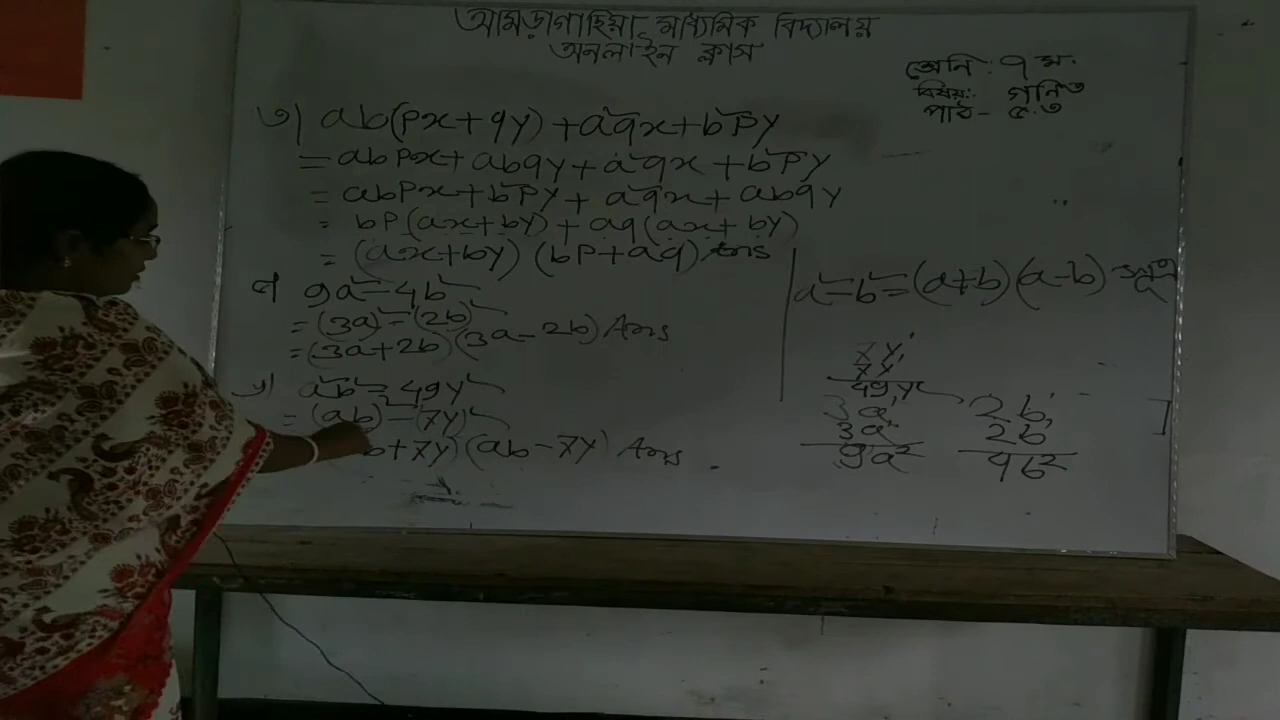 আমড়াগাছিয়া মাধ্যমিক বিদ্যালয়
অনলাইন ক্লাস
শ্রেনি : ৭ম.
বিষয়: গণিত
পাঠ- ৫.৩
৩) ab(px+qy)+a²qx+b²py
= abpx+abqy+a²qx+b²py
= abpx+b²py+a²qx+abqy
= bp(ax+by)+aq(ax+by)
= (ax+by)(bp+aq) Ans
9a²-4b²
= (3a)²-(2b)²
= (3a+2b)(3a-2b) Ans
a²b²-49y²
= (ab)²-(7y)²
b+7y)(ab-7y) Ans
a²-b²=(a+b)(a-b) সূত্র
7y
7y
49y²
3a
3a
9a²
2b
2b
4b²